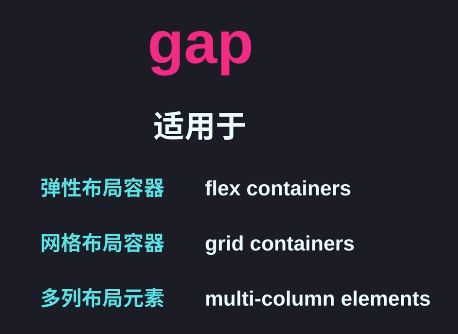 gap
适用于
弹性布局容器 flex containers
网格布局容器 grid containers
多列布局元素 multi-column elements